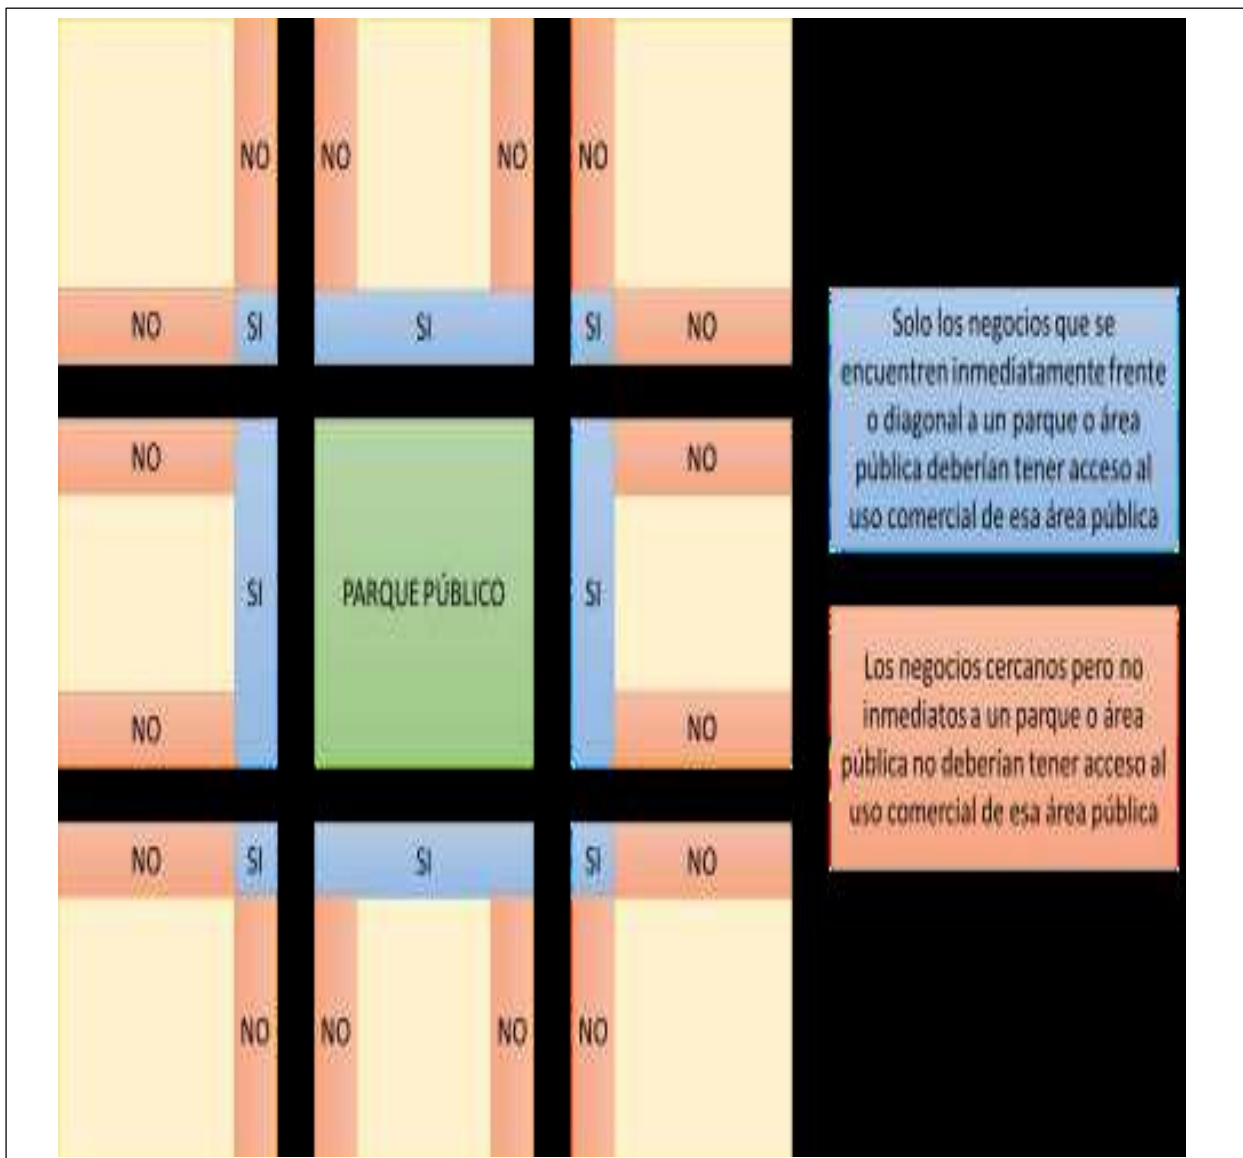 NO NO NO NO
NO SI SI SI NO
Solo los negocios que se
encuentren inmediatamente frente
o diagonal a un parque o área
pública deberían tener acceso al
uso comercial de esa área pública
NO NO
SI PARQUE PÚBLICO SI
NO NO
Los negocios cercanos pero no
inmediatos a un parque o área
pública no deberían tener acceso al
uso comercial de esa área pública
NO SI SI SI NO
NO NO NO NO